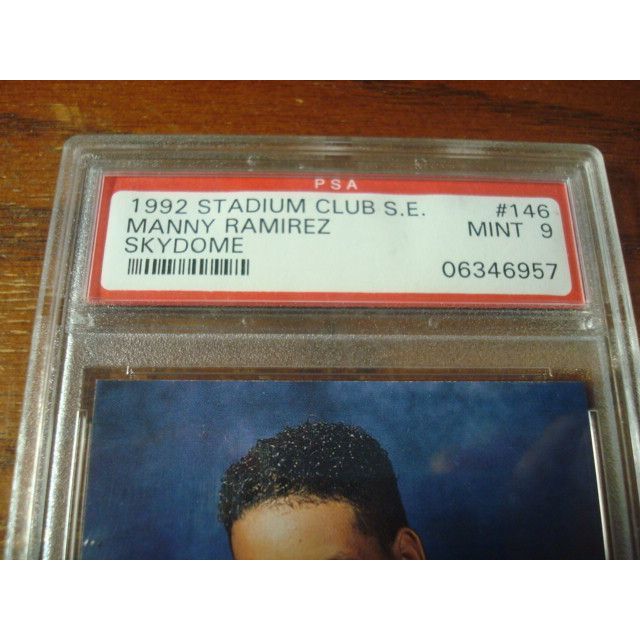 PSA
1992 STADIUM CLUB S.E. #146
MANNY RAMIREZ MINT 9
SKYDOME
06346957